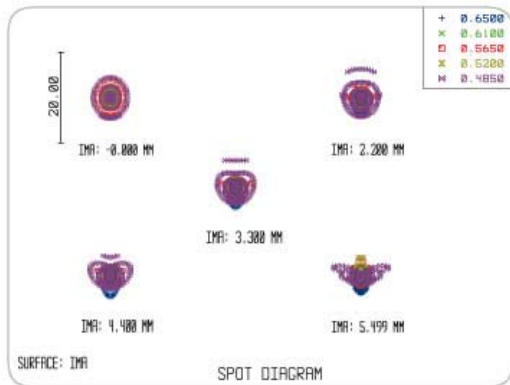 + 0.6500
× 0.6100
0.5650
0.5200
0.4850
20.00
IMA: -0.000 MM
IMA: 2.200 MM
IMA: 3.300 MM
IMA: 4.400 MM
IMA: 5.499 MM
SURFACE: IMA
SPOT DIAGRAM